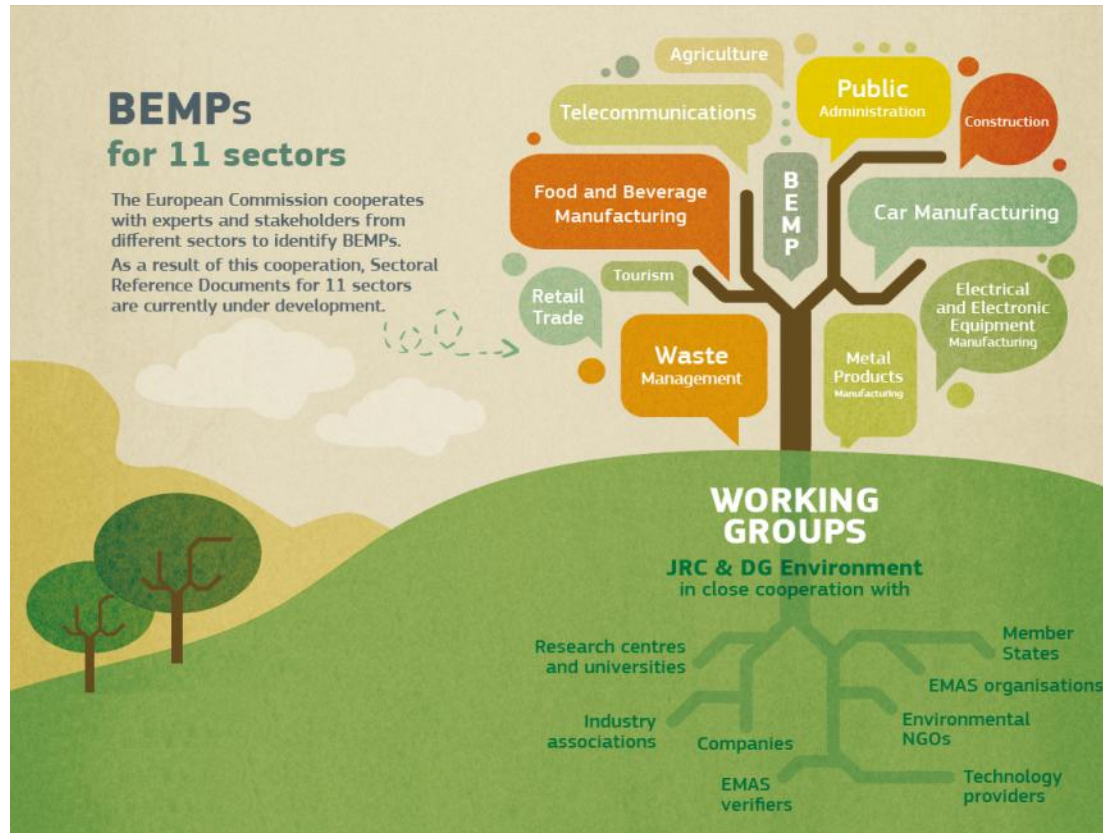 BEMPs
for 11 sectors
The European Commission cooperates
with experts and stakeholders from
different sectors to identify BEMPs.
As a result of this cooperation, Sectoral
Reference Documents for 11 sectors
are currently under development.
Agriculture
Telecommunications
Public
Administration
Construction
Food and Beverage
Manufacturing
B
E
M
P
Car Manufacturing
Tourism
Retail
Trade
Electrical
and Electronic
Equipment
Manufacturing
Waste
Management
Metal
Products
Manufacturing
WORKING
GROUPS
JRC & DG Environment
in close cooperation with
Research centres
and universities
Member
States
EMAS organisations
Industry
associations
Companies
Environmental
NGOs
EMAS
verifiers
Technology
providers